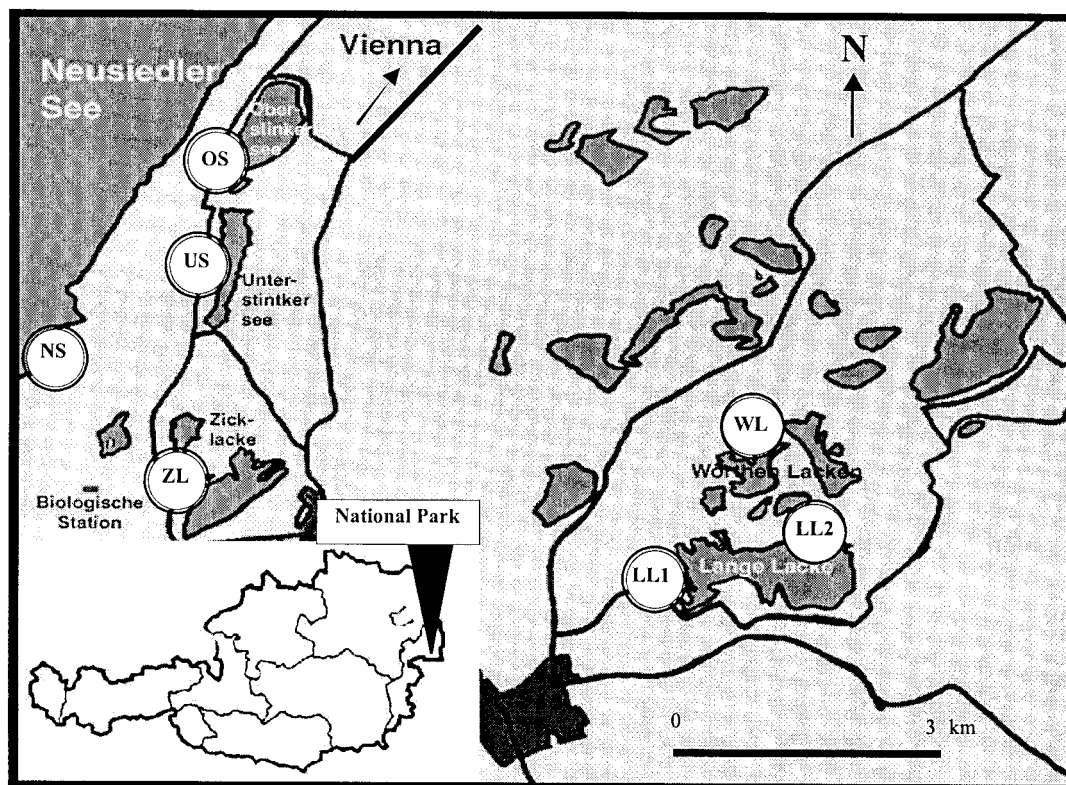 Neusiedler
See
Vienna
N
Ober-
stinker
see
OS
US
Unter-
stintker
see
NS
Zick-
lacke
ZL
Biologische
Station
National Park
WL
Wörthen Lacken
LL2
LL1
Lange Lacke
0
3 km